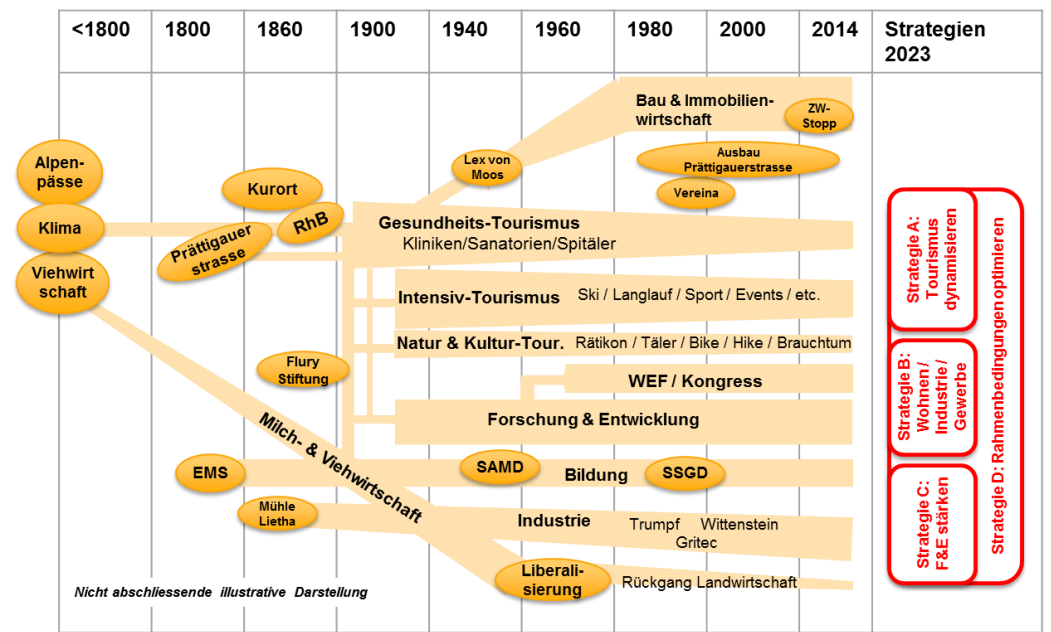 <1800 1800 1860 1900 1940 1960 1980 2000 2014 Strategien
2023
Bau & Immobilien-
wirtschaft
ZW-
Stopp
Alpen-
pässe
Lex von
Moos
Ausbau
Prättigauerstrasse
Kurort
Vereina
Klima
RhB
Gesundheits-Tourismus
Kliniken/Sanatorien/Spitäler
Prättigauer
strasse
Viehwirt
schaft
Intensiv-Tourismus Ski / Langlauf / Sport / Events / etc.
Natur & Kultur-Tour. Rätikon / Täler / Bike / Hike / Brauchtum
Flury
Stiftung
WEF / Kongress
Forschung & Entwicklung
Milch- & Viehwirtschaft
EMS
SAMD
Bildung
SSGD
Mühle
Lietha
Industrie
Trumpf Wittenstein
Gritec
Liberali-
sierung
Rückgang Landwirtschaft
Nicht abschliessende illustrative Darstellung
Strategie A:
Tourismus
dynamisieren
Strategie B:
Wohnen /
Industrie /
Gewerbe
Strategie C:
F&E stärken
Strategie D: Rahmenbedingungen optimieren